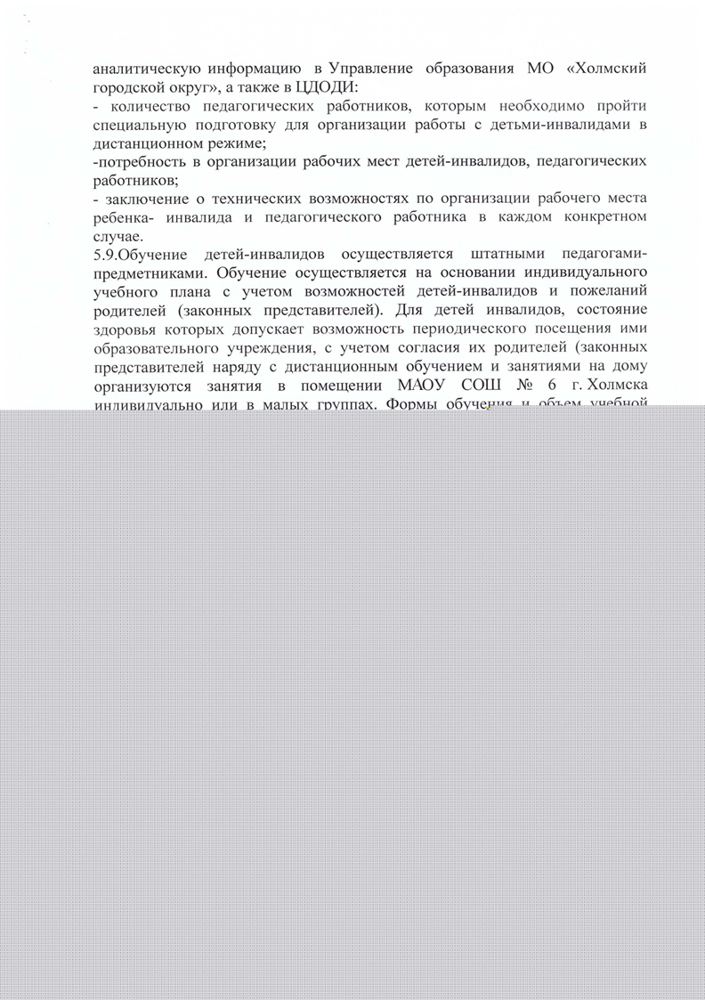 аналитическую информацию в Управление образования МО «Холмский
городской округ», а также в ЦДОДИ:
- количество педагогических работников, которым необходимо пройти
специальную подготовку для организации работы с детьми-инвалидами в
дистанционном режиме;
-потребность в организации рабочих мест детей-инвалидов, педагогических
работников;
- заключение о технических возможностях по организации рабочего места
ребенка- инвалида и педагогического работника в каждом конкретном
случае.
5.9.Обучение детей-инвалидов осуществляется штатными педагогами-
предметниками. Обучение осуществляется на основании индивидуального
учебного плана с учетом возможностей детей-инвалидов и пожеланий
родителей (законных представителей). Для детей инвалидов, состояние
здоровья которых допускает возможность периодического посещения ими
образовательного учреждения, с учетом согласия их родителей (законных
представителей наряду с дистанционным обучением и занятиями на дому
организуются занятия в помещении МАОУ СОШ № 6 г. Холмска
индивидуально или в малых группах. Формы обучения и объем учебной